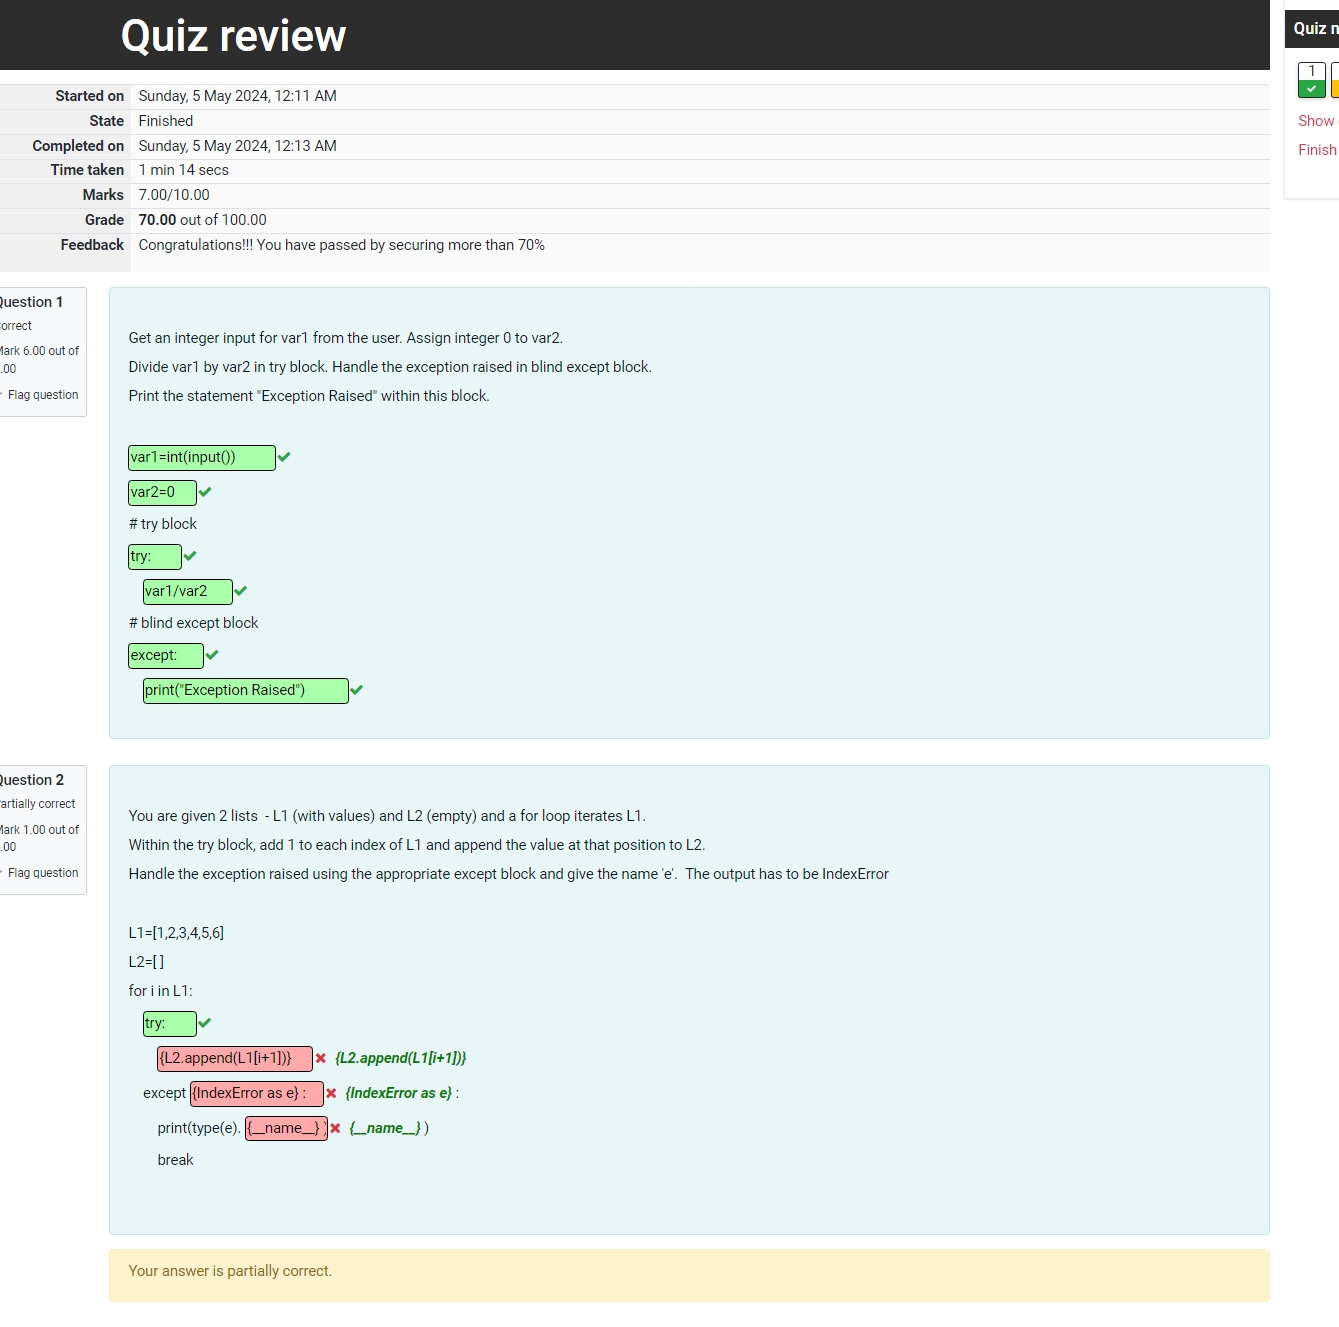 Quiz review
Quiz n
1
Show
Finish
Started on Sunday, 5 May 2024, 12:11 AM
State Finished
Completed on Sunday, 5 May 2024, 12:13 AM
Time taken 1 min 14 secs
Marks 7.00/10.00
Grade 70.00 out of 100.00
Feedback Congratulations!!! You have passed by securing more than 70%
Question 1
orrect
Mark 6.00 out of
.00
Flag question
Get an integer input for var1 from the user. Assign integer 0 to var2.
Divide var1 by var2 in try block. Handle the exception raised in blind except block.
Print the statement "Exception Raised" within this block.
var1=int(input())
var2=0
# try block
try:
var1/var2
# blind except block
except:
print("Exception Raised")
Question 2
artially correct
Mark 1.00 out of
.00
Flag question
You are given 2 lists - L1 (with values) and L2 (empty) and a for loop iterates L1.
Within the try block, add 1 to each index of L1 and append the value at that position to L2.
Handle the exception raised using the appropriate except block and give the name 'e'. The output has to be IndexError
L1=[1,2,3,4,5,6]
L2=[ ]
for i in L1:
try:
{L2.append(L1[i+1])} {L2.append(L1[i+1])}
except {IndexError as e} : {IndexError as e} :
print(type(e). {__name__} ) {__name__} )
break
Your answer is partially correct.